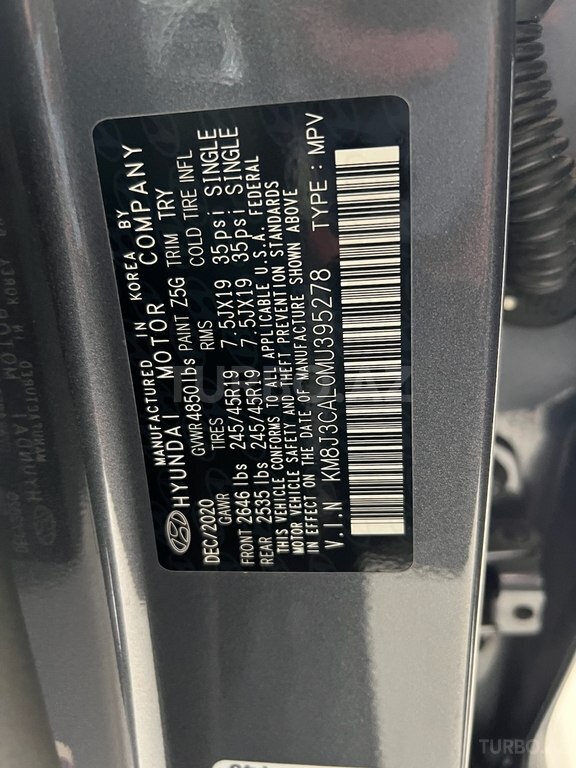 MANUFACTURED IN KOREA BY
HYUNDAI MOTOR COMPANY
DEC/2020 GVWR 4850lbs PAINT Z5G TRIM TRY
GAWR TIRES RIMS COLD TIRE INFL
FRONT 2646 lbs 245/45R19 7.5JX19 35psi SINGLE
REAR 2535 lbs 245/45R19 7.5JX19 35psi SINGLE
THIS VEHICLE CONFORMS TO ALL APPLICABLE U.S.A. FEDERAL
MOTOR VEHICLE SAFETY AND THEFT PREVENTION STANDARDS
IN EFFECT ON THE DATE OF MANUFACTURE SHOWN ABOVE
V.I.N KM8J3CAL0MU395278 TYPE : MPV
TURBO.AZ